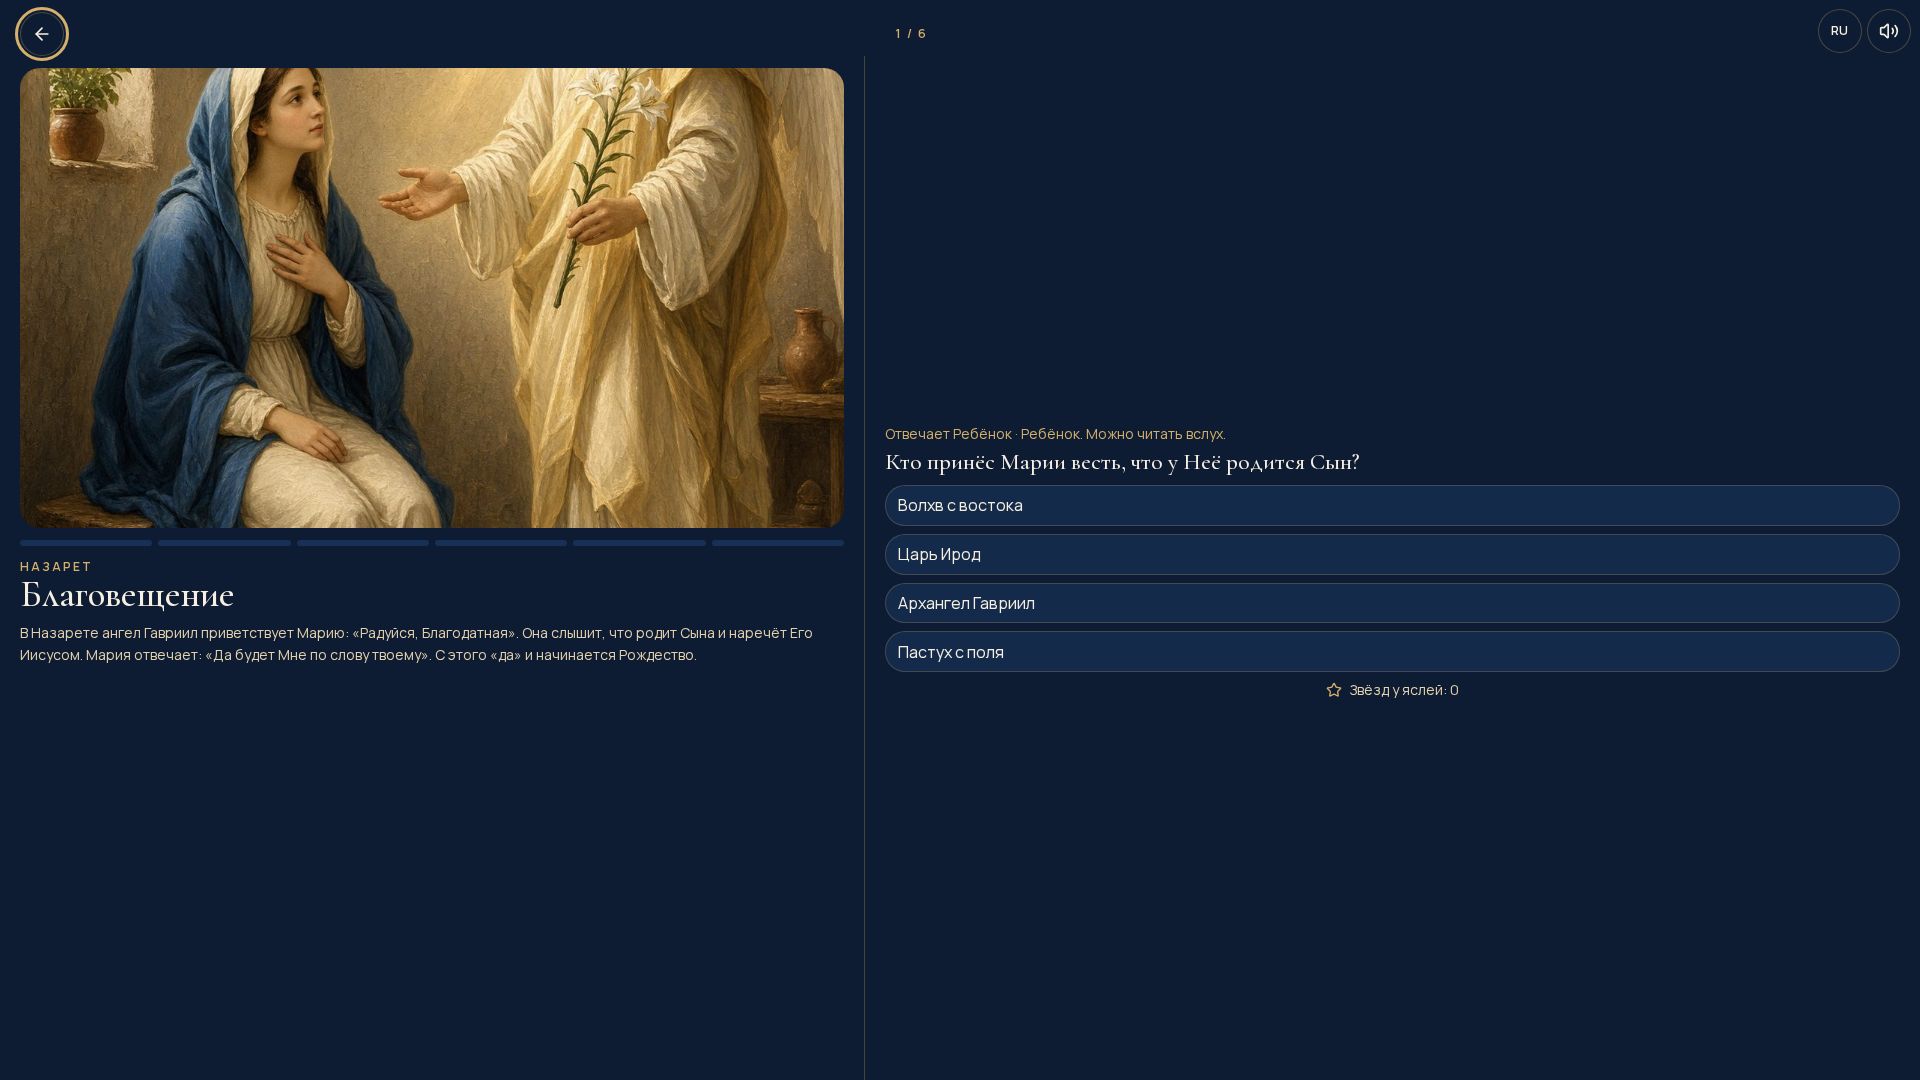 1 / 6
RU
НАЗАРЕТ
Благовещение
В Назарете ангел Гавриил приветствует Марию: «Радуйся, Благодатная». Она слышит, что родит Сына и наречёт Его
Иисусом. Мария отвечает: «Да будет Мне по слову твоему». С этого «да» и начинается Рождество.
Отвечает Ребёнок · Ребёнок. Можно читать вслух.
Кто принёс Марии весть, что у Неё родится Сын?
Волхв с востока
Царь Ирод
Архангел Гавриил
Пастух с поля
Звёзд у яслей: 0